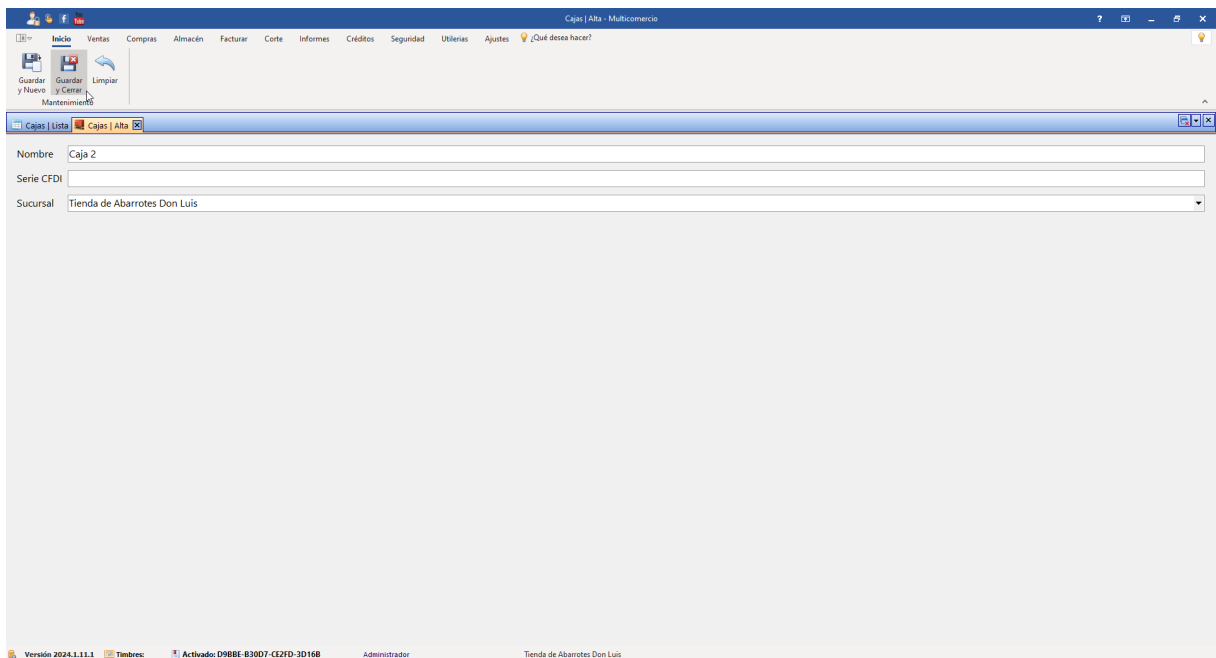 Cajas | Alta - Multicomercio
Inicio Ventas Compras Almacén Facturar Corte Informes Créditos Seguridad Utilerias Ajustes ¿Qué desea hacer?
Guardar y Nuevo
Guardar y Cerrar
Limpiar
Mantenimiento
Cajas | Lista Cajas | Alta
Nombre Caja 2
Serie CFDI
Sucursal Tienda de Abarrotes Don Luis
Versión 2024.1.11.1 Timbres: Activado: D9BBE-B30D7-CE2FD-3D16B Administrador Tienda de Abarrotes Don Luis